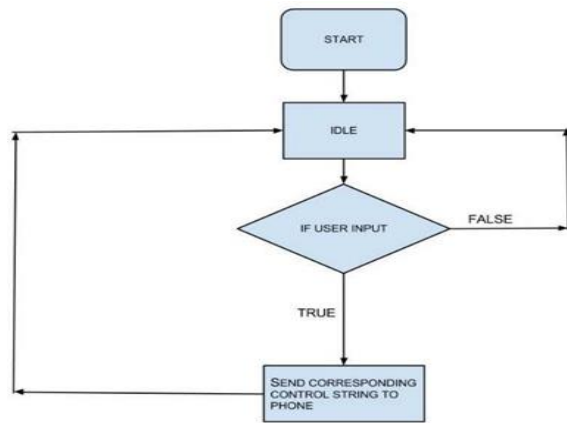 START
IDLE
IF USER INPUT
FALSE
TRUE
SEND CORRESPONDING
CONTROL STRING TO
PHONE